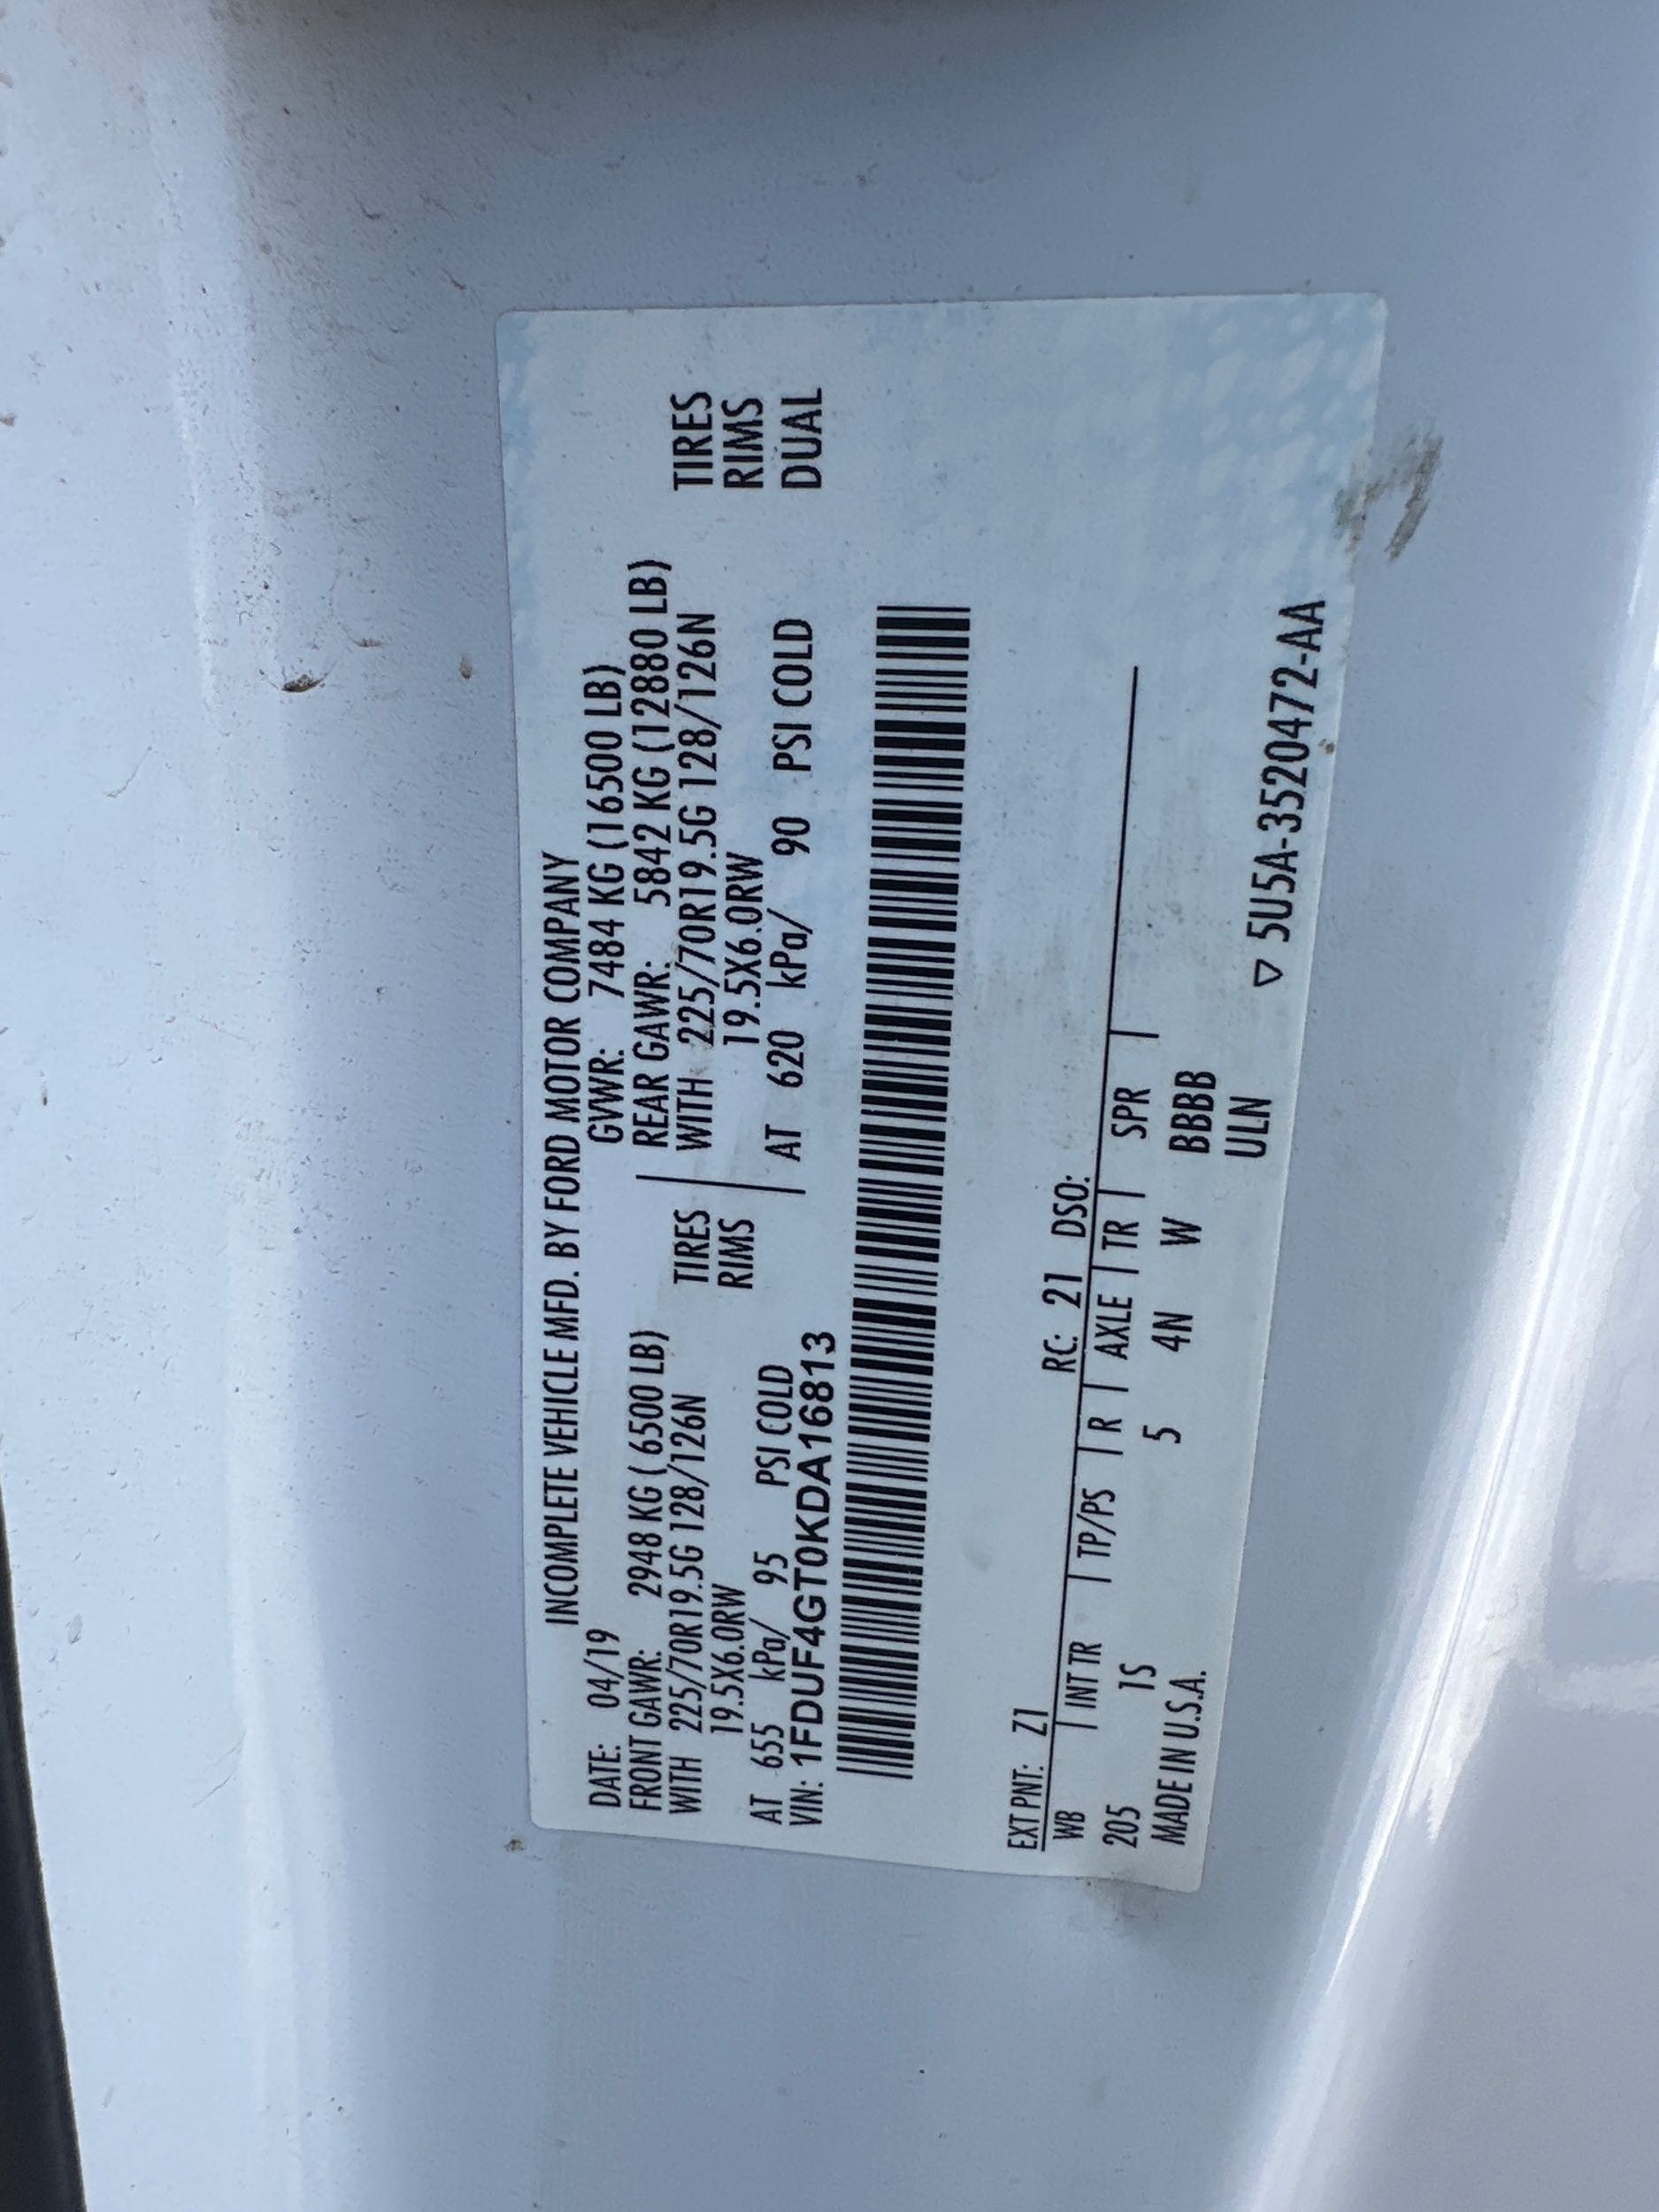 INCOMPLETE VEHICLE MFD. BY FORD MOTOR COMPANY
DATE: 04/19 GVWR: 7484 KG (16500 LB)
FRONT GAWR: 2948 KG ( 6500 LB) REAR GAWR: 5842 KG (12880 LB)
WITH 225/70R19.5G 128/126N TIRES WITH 225/70R19.5G 128/126N TIRES
19.5X6.0RW RIMS 19.5X6.0RW RIMS
AT 655 kPa/ 95 PSI COLD AT 620 kPa/ 90 PSI COLD DUAL
VIN: 1FDUF4GT0KDA16813
EXT PNT: Z1 RC: 21 DSO:
WB INT TR TP/PS R AXLE TR SPR
205 1S 5 4N W BBBB
MADE IN U.S.A. ULN
▽ 5U5A-3520472-AA